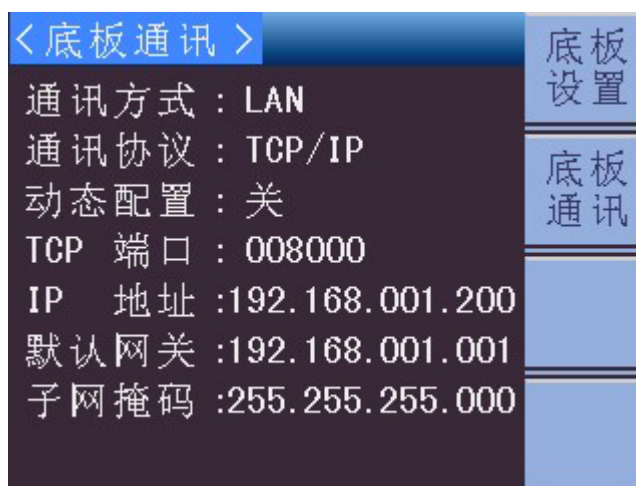 <底板通讯>
通讯方式 : LAN
通讯协议 : TCP/IP
动态配置 : 关
TCP 端口 : 008000
IP 地址 :192.168.001.200
默认网关 :192.168.001.001
子网掩码 :255.255.255.000
底板
设置
底板
通讯